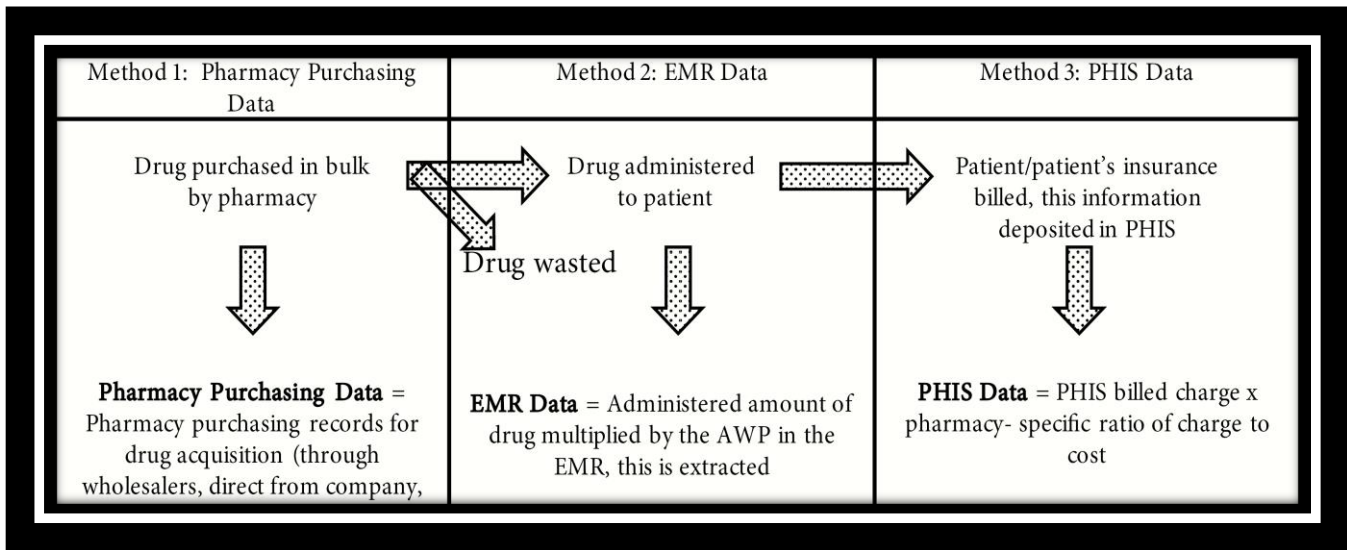 Method 1:  Pharmacy Purchasing
Data
Method 2: EMR Data
Method 3: PHIS Data
Drug purchased in bulk
by pharmacy
Drug administered
to patient
Patient/patient’s insurance
billed, this information
deposited in PHIS
Drug wasted
Pharmacy Purchasing Data =
Pharmacy purchasing records for
drug acquisition (through
wholesalers, direct from company,
EMR Data = Administered amount of
drug multiplied by the AWP in the
EMR, this is extracted
PHIS Data = PHIS billed charge x
pharmacy- specific ratio of charge to
cost